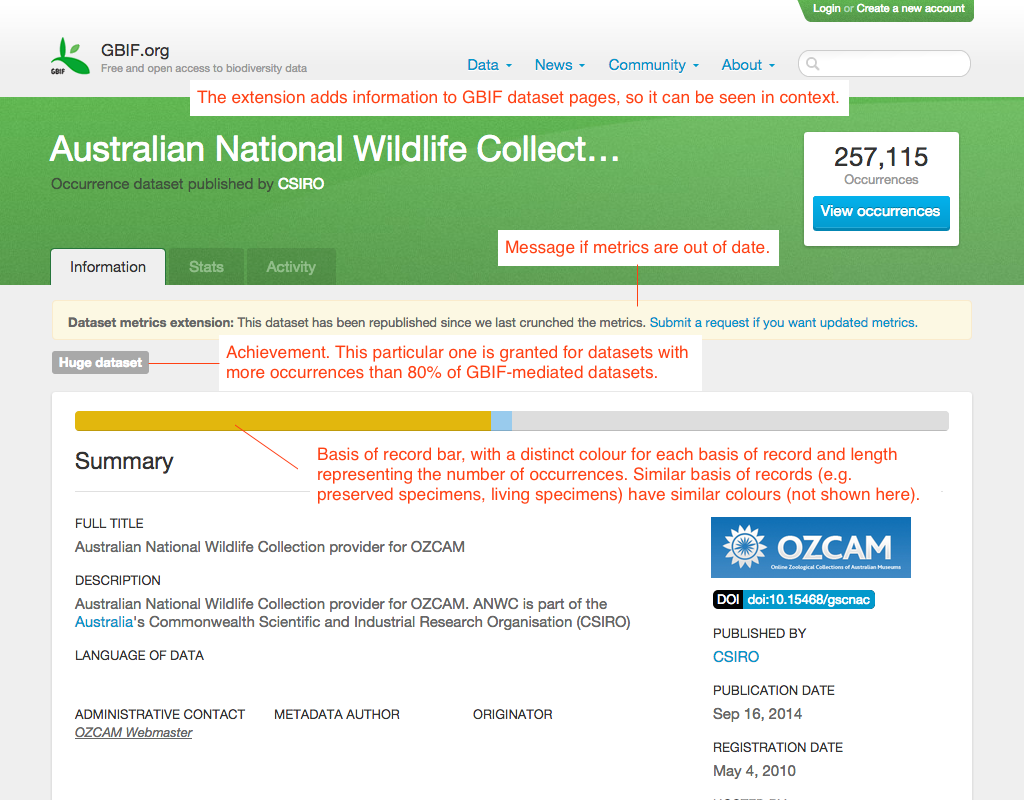 Login or Create a new account
GBIF.org
Free and open access to biodiversity data
GBIF
Data
News
Community
About
The extension adds information to GBIF dataset pages, so it can be seen in context.
Australian National Wildlife Collect...
Occurrence dataset published by CSIRO
257,115
Occurrences
View occurrences
Message if metrics are out of date.
Information
Stats
Activity
Dataset metrics extension: This dataset has been republished since we last crunched the metrics. Submit a request if you want updated metrics.
Huge dataset
Achievement. This particular one is granted for datasets with
more occurrences than 80% of GBIF-mediated datasets.
Basis of record bar, with a distinct colour for each basis of record and length
representing the number of occurrences. Similar basis of records (e.g.
preserved specimens, living specimens) have similar colours (not shown here).
Summary
FULL TITLE
Australian National Wildlife Collection provider for OZCAM
DESCRIPTION
Australian National Wildlife Collection provider for OZCAM. ANWC is part of the
Australia's Commonwealth Scientific and Industrial Research Organisation (CSIRO)
LANGUAGE OF DATA
ADMINISTRATIVE CONTACT
OZCAM Webmaster
METADATA AUTHOR
ORIGINATOR
OZCAM
Online Zoological Collections of Australian Museums
DOI doi:10.15468/gscnac
PUBLISHED BY
CSIRO
PUBLICATION DATE
Sep 16, 2014
REGISTRATION DATE
May 4, 2010